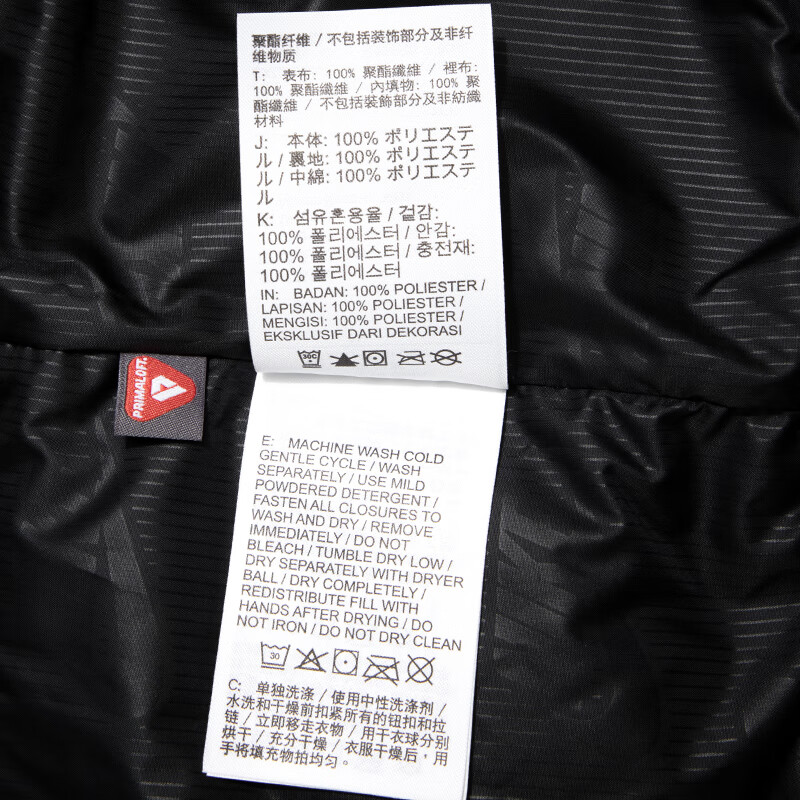 聚酯纤维 / 不包括装饰部分及非纤
维物质
T: 表布: 100% 聚酯纖維 / 裡布:
100% 聚酯纖維 / 內填物: 100% 聚
酯纖維 / 不包括裝飾部分及非紡織
材料
J: 本体: 100% ポリエステ
ル / 裏地: 100% ポリエステ
ル / 中綿: 100% ポリエステ
ル
K: 섬유혼용율 / 겉감:
100% 폴리에스터 / 안감:
100% 폴리에스터 / 충전재:
100% 폴리에스터
IN: BADAN: 100% POLIESTER /
LAPISAN: 100% POLIESTER /
MENGISI: 100% POLIESTER /
EKSKLUSIF DARI DEKORASI
30C
PRIMALOFT
E: MACHINE WASH COLD
GENTLE CYCLE / WASH
SEPARATELY / USE MILD
POWDERED DETERGENT /
FASTEN ALL CLOSURES TO
WASH AND DRY / REMOVE
IMMEDIATELY / DO NOT
BLEACH / TUMBLE DRY LOW /
DRY SEPARATELY WITH DRYER
BALL / DRY COMPLETELY /
REDISTRIBUTE FILL WITH
HANDS AFTER DRYING / DO
NOT IRON / DO NOT DRY CLEAN
30
C: 单独洗涤 / 使用中性洗涤剂 /
水洗和干燥前扣紧所有的钮扣和拉
链 / 立即移走衣物 / 用干衣球分别
烘干 / 充分干燥 / 衣服干燥后，用
手将填充物拍均匀。